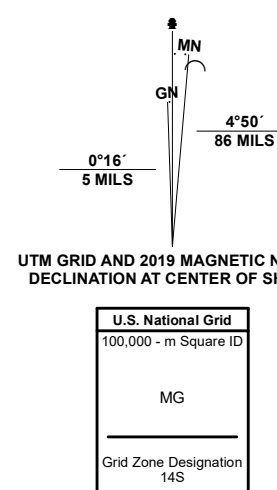 MN
GN
4°50´
86 MILS
0°16´
5 MILS
UTM GRID AND 2019 MAGNETIC
DECLINATION AT CENTER OF
U.S. National Grid
100,000 - m Square ID
MG
Grid Zone Designation
14S